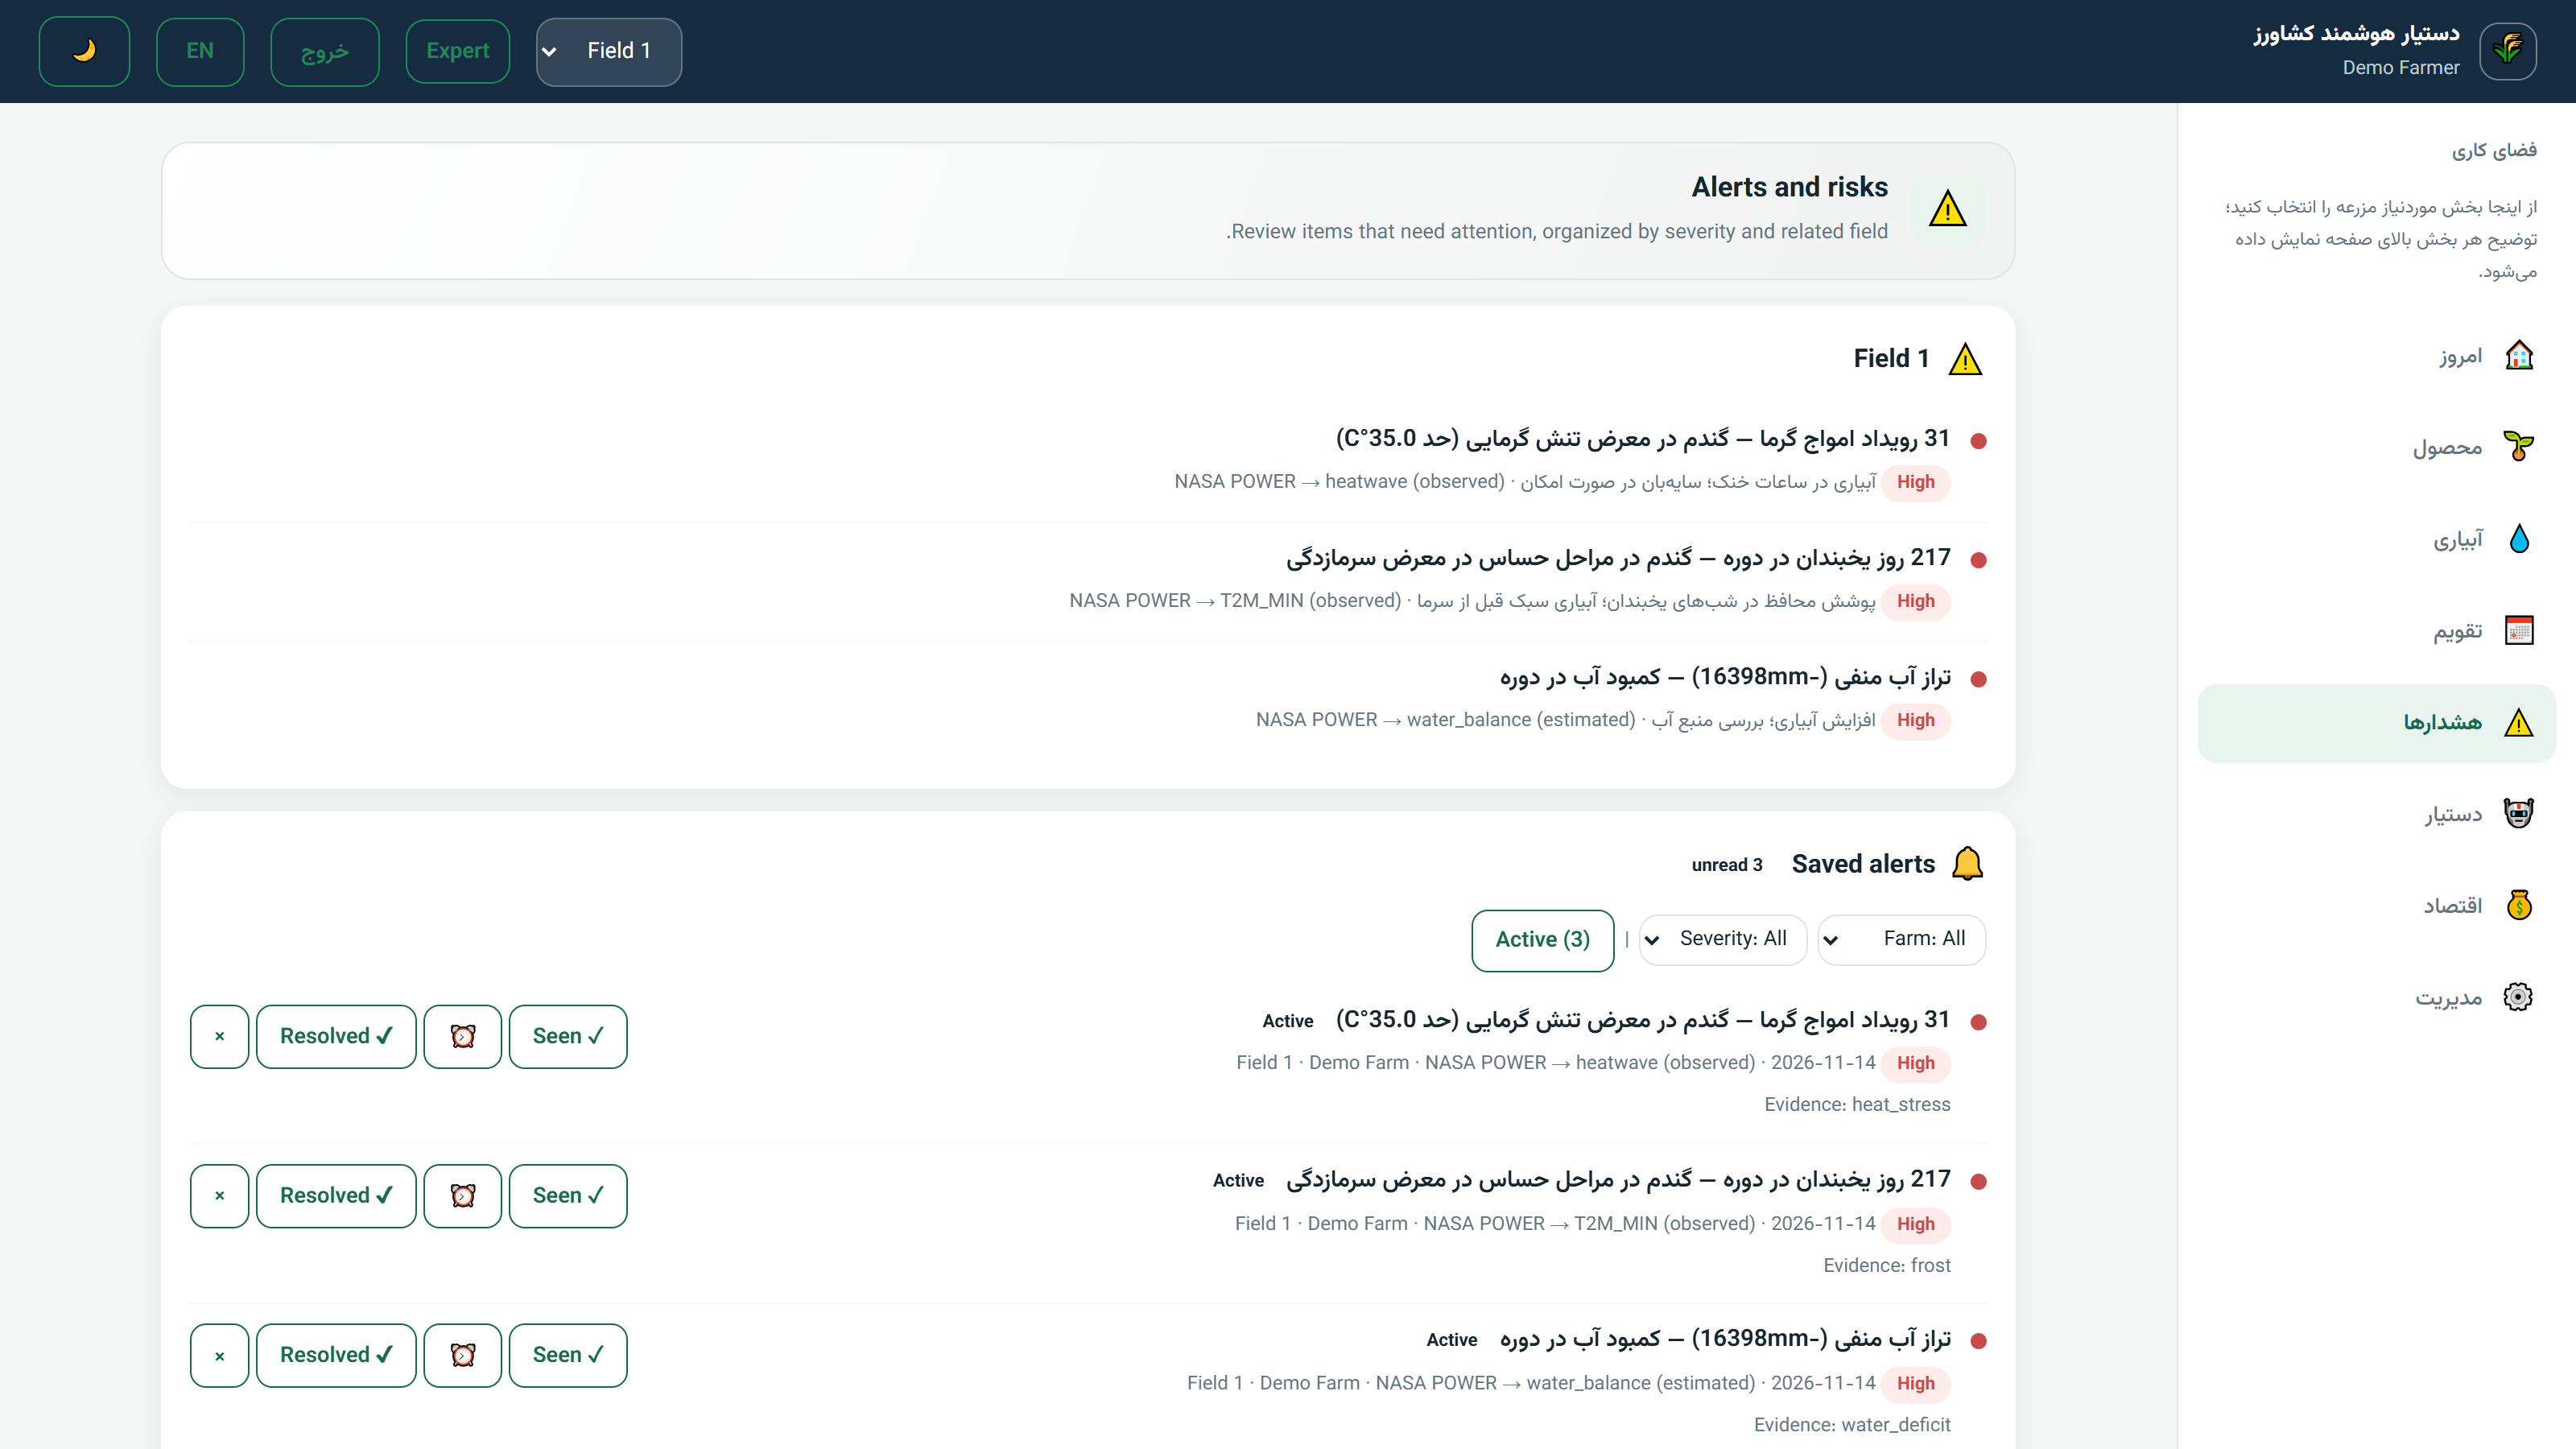 دستیار هوشمند کشاورز
Demo Farmer
Field 1
Expert
خروج
EN
فضای کاری
از اینجا بخش موردنیاز مزرعه را انتخاب کنید؛
توضیح هر بخش بالای صفحه نمایش داده
می‌شود.
امروز
محصول
آبیاری
تقویم
هشدارها
دستیار
اقتصاد
مدیریت
Alerts and risks
Review items that need attention, organized by severity and related field.
Field 1
31 رویداد امواج گرما — گندم در معرض تنش گرمایی (حد 35.0°C)
High آبیاری در ساعات خنک؛ سایه‌بان در صورت امکان · NASA POWER → heatwave (observed)
217 روز یخبندان در دوره — گندم در مراحل حساس در معرض سرمازدگی
High پوشش محافظ در شب‌های یخبندان؛ آبیاری سبک قبل از سرما · NASA POWER → T2M_MIN (observed)
تراز آب منفی (-16398mm) — کمبود آب در دوره
High افزایش آبیاری؛ بررسی منبع آب · NASA POWER → water_balance (estimated)
Saved alerts 3 unread
Farm: All Severity: All | Active (3)
31 رویداد امواج گرما — گندم در معرض تنش گرمایی (حد 35.0°C) Active
High Field 1 · Demo Farm · NASA POWER → heatwave (observed) · 2026-11-14
Evidence: heat_stress
✓ Seen ✔ Resolved ×
217 روز یخبندان در دوره — گندم در مراحل حساس در معرض سرمازدگی Active
High Field 1 · Demo Farm · NASA POWER → T2M_MIN (observed) · 2026-11-14
Evidence: frost
✓ Seen ✔ Resolved ×
تراز آب منفی (-16398mm) — کمبود آب در دوره Active
High Field 1 · Demo Farm · NASA POWER → water_balance (estimated) · 2026-11-14
Evidence: water_deficit
✓ Seen ✔ Resolved ×